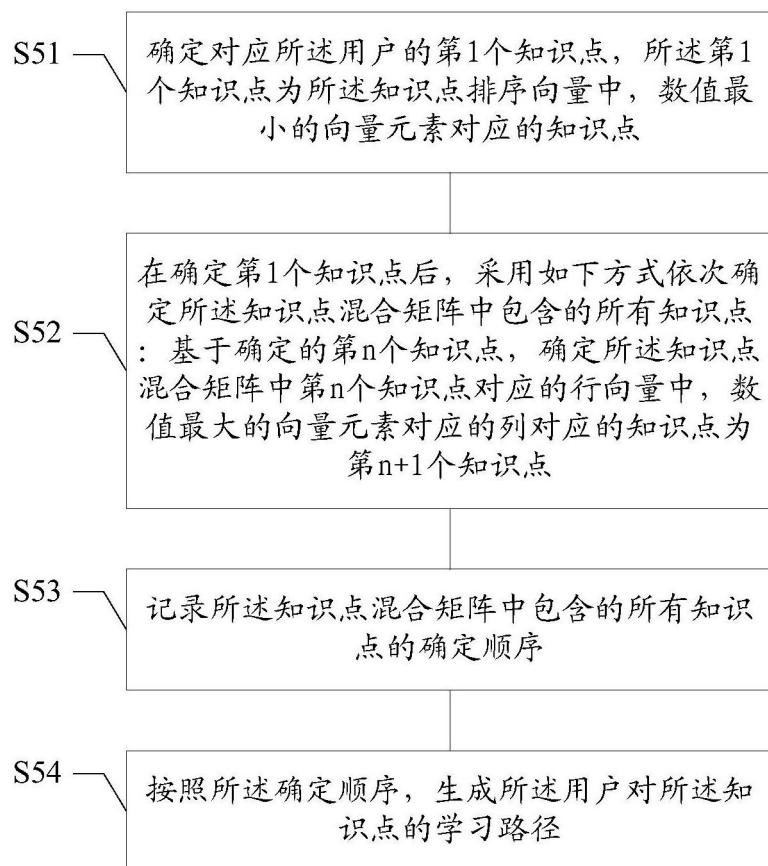 S51
确定对应所述用户的第1个知识点，所述第1
个知识点为所述知识点排序向量中，数值最
小的向量元素对应的知识点
S52
在确定第1个知识点后，采用如下方式依次确
定所述知识点混合矩阵中包含的所有知识点
：基于确定的第n个知识点，确定所述知识点
混合矩阵中第n个知识点对应的行向量中，数
值最大的向量元素对应的列对应的知识点为
第n+1个知识点
S53
记录所述知识点混合矩阵中包含的所有知识
点的确定顺序
S54
按照所述确定顺序，生成所述用户对所述知
识点的学习路径